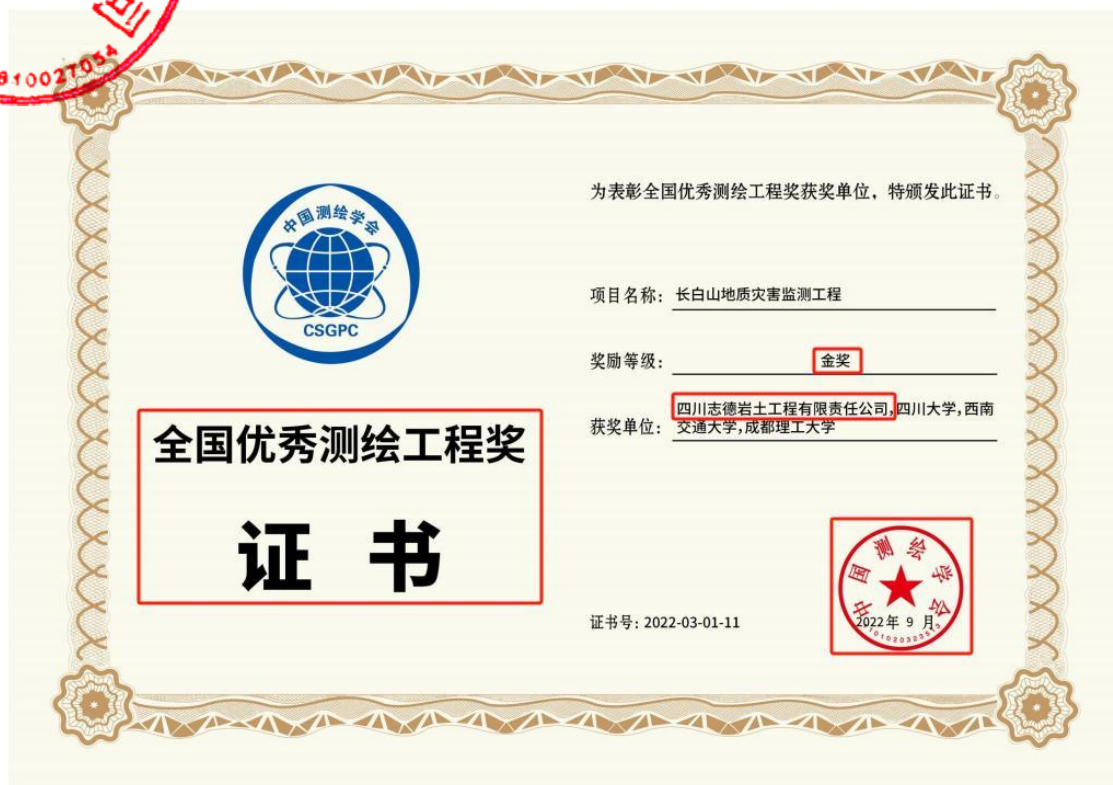 中国测绘学会
CSGPC
全国优秀测绘工程奖
证书
为表彰全国优秀测绘工程奖获奖单位，特颁发此证书。
项目名称：长白山地质灾害监测工程
奖励等级：金奖
获奖单位：四川志德岩土工程有限责任公司,四川大学,西南
交通大学,成都理工大学
证书号：2022-03-01-11
中国测绘学会
2022年 9 月